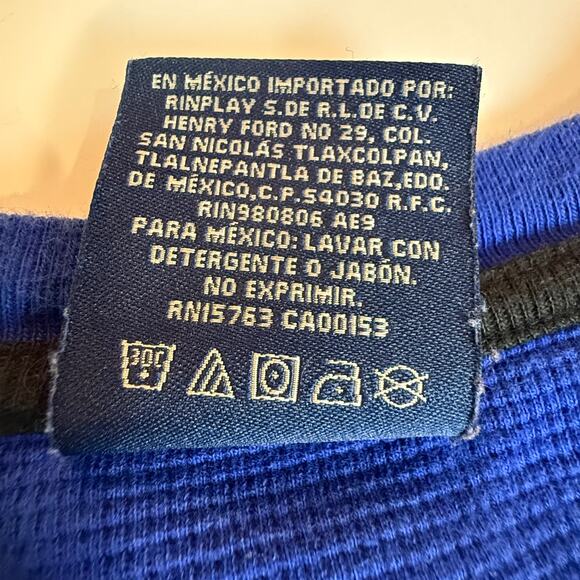 EN MÉXICO IMPORTADO POR:
RINPLAY S.DE R.L.DE C.V.
HENRY FORD NO 29, COL.
SAN NICOLÁS TLAXCOLPAN,
TLALNEPANTLA DE BAZ,EDO.
DE MÉXICO,C.P.54030 R.F.C.
RIN980806 AE9
PARA MÉXICO: LAVAR CON
DETERGENTE O JABÓN.
NO EXPRIMIR.
RN15763 CA00153
30C